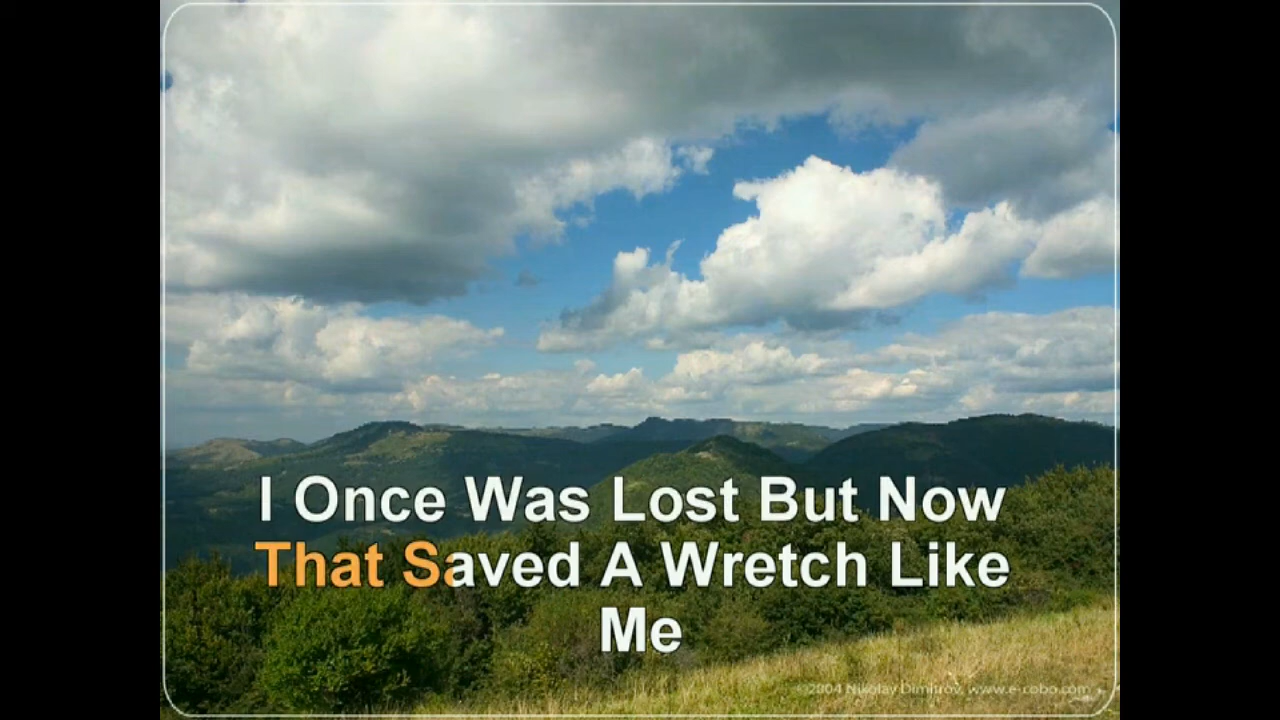 I Once Was Lost But Now
That Saved A Wretch Like
Me
©2004 Nikolay Dimitrov, www.e-cobo.com